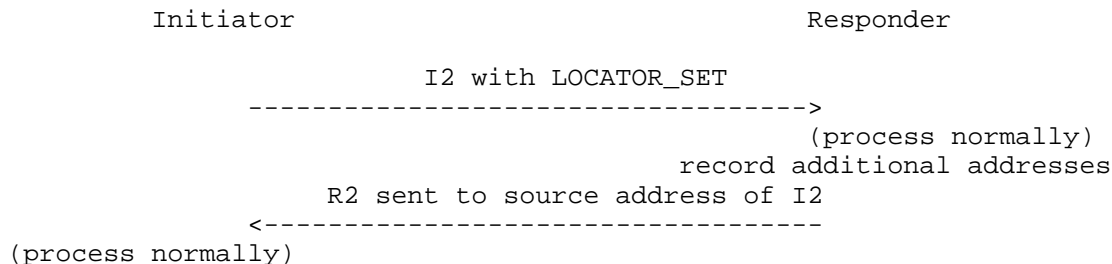 Initiator Responder
I2 with LOCATOR_SET
----------------------------------->
(process normally)
record additional addresses
R2 sent to source address of I2
<-----------------------------------
(process normally)